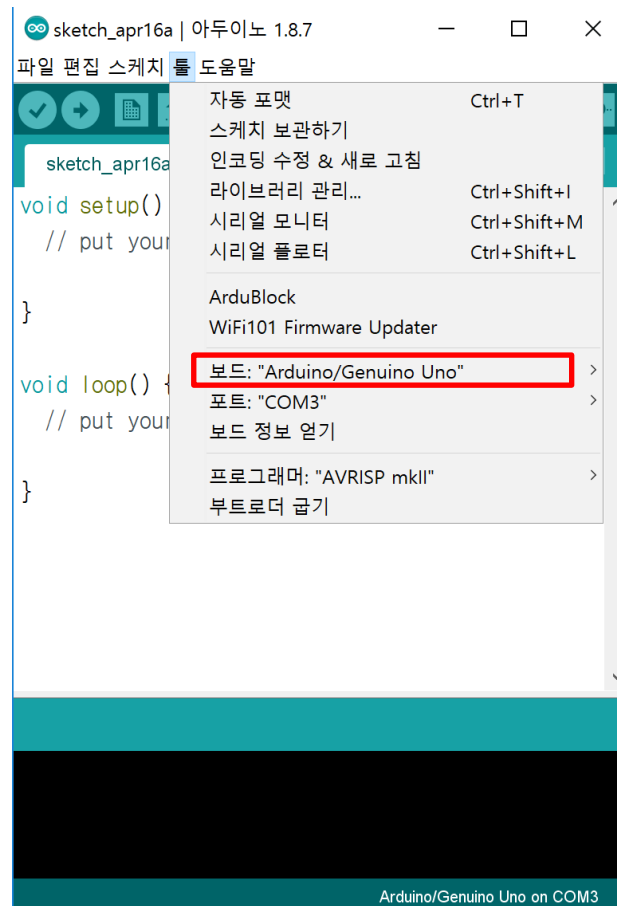 sketch_apr16a | 아두이노 1.8.7
파일 편집 스케치 툴 도움말
자동 포맷 Ctrl+T
스케치 보관하기
인코딩 수정 & 새로 고침
라이브러리 관리... Ctrl+Shift+I
시리얼 모니터 Ctrl+Shift+M
시리얼 플로터 Ctrl+Shift+L
ArduBlock
WiFi101 Firmware Updater
보드: "Arduino/Genuino Uno"
포트: "COM3"
보드 정보 얻기
프로그래머: "AVRISP mkII"
부트로더 굽기
sketch_apr16a
void setup()
// put your
}
void loop() {
// put your
}
Arduino/Genuino Uno on COM3